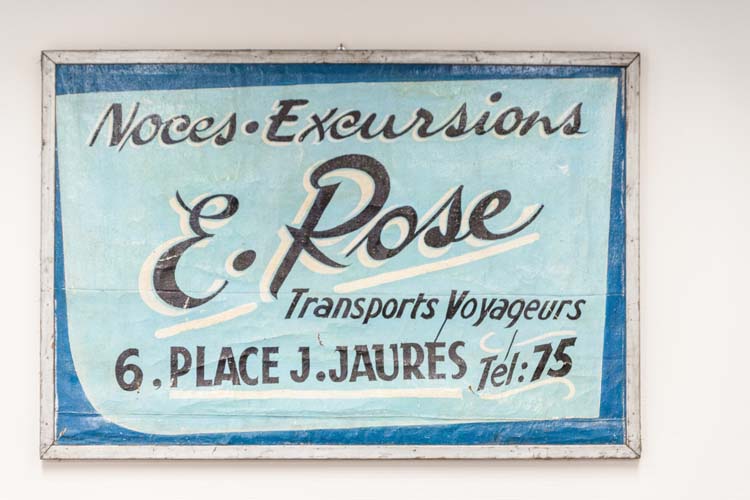 Noces • Excursions
E. Rose
Transports Voyageurs
6. PLACE J. JAURÈS Tél: 75